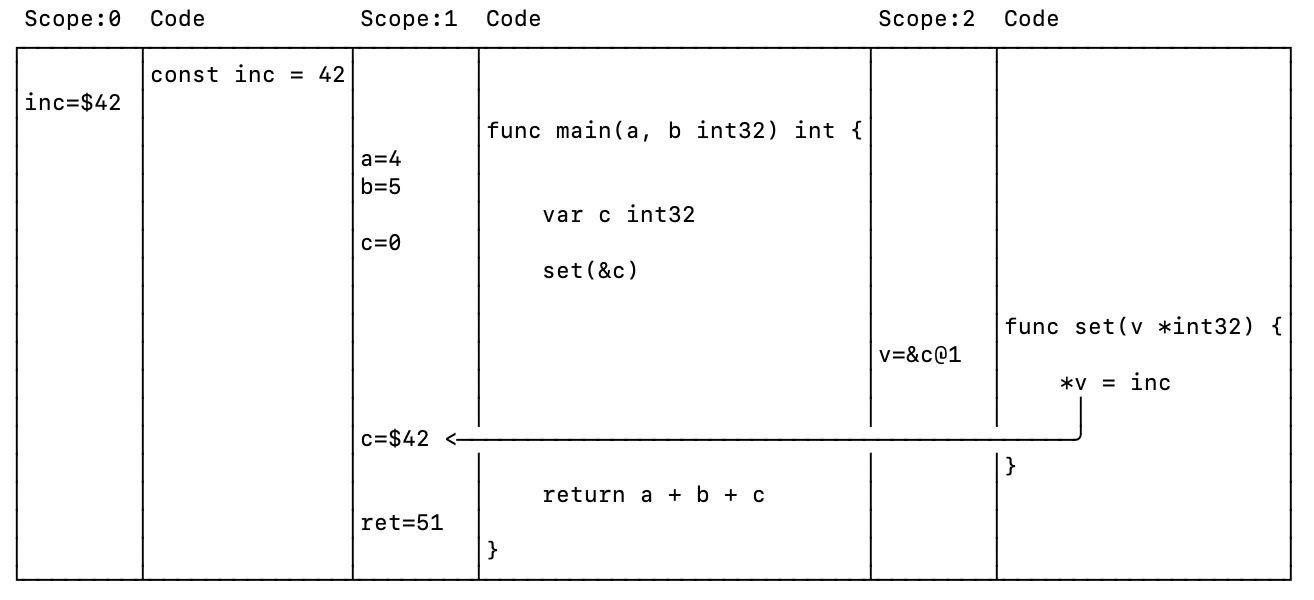 Scope:0 Code Scope:1 Code Scope:2 Code
const inc = 42
inc=$42
func main(a, b int32) int {
a=4
b=5
var c int32
c=0
set(&c)
func set(v *int32) {
v=&c@1
*v = inc
c=$42 <
}
return a + b + c
ret=51
}